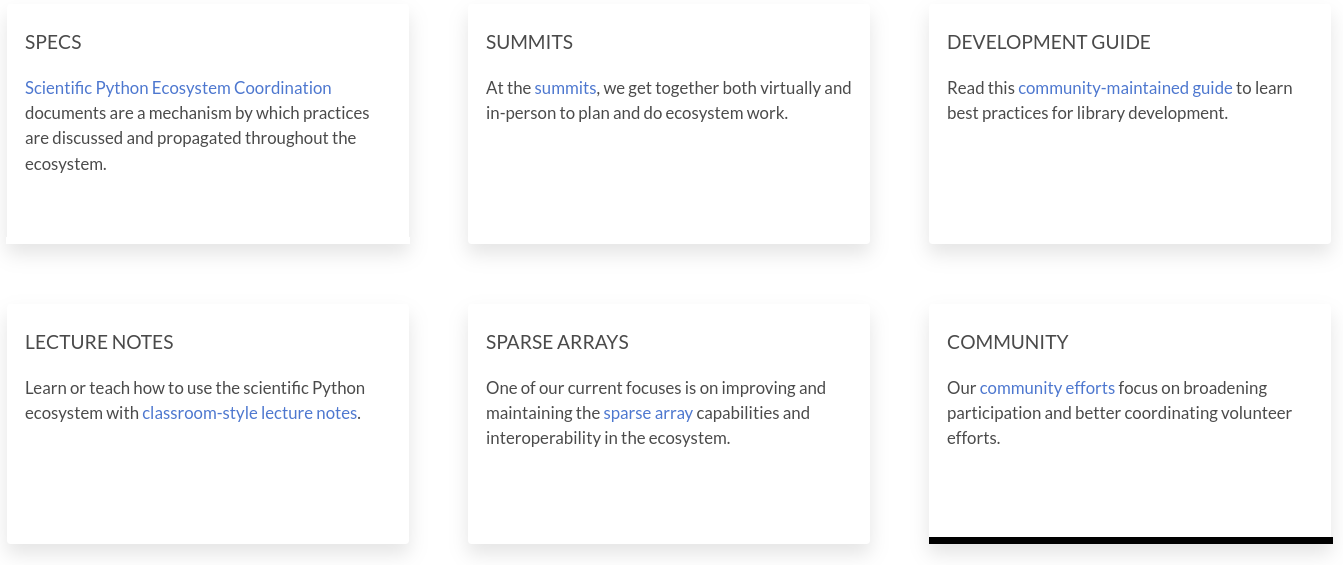 SPECS
Scientific Python Ecosystem Coordination
documents are a mechanism by which practices
are discussed and propagated throughout the
ecosystem.
SUMMITS
At the summits, we get together both virtually and
in-person to plan and do ecosystem work.
DEVELOPMENT GUIDE
Read this community-maintained guide to learn
best practices for library development.
LECTURE NOTES
Learn or teach how to use the scientific Python
ecosystem with classroom-style lecture notes.
SPARSE ARRAYS
One of our current focuses is on improving and
maintaining the sparse array capabilities and
interoperability in the ecosystem.
COMMUNITY
Our community efforts focus on broadening
participation and better coordinating volunteer
efforts.